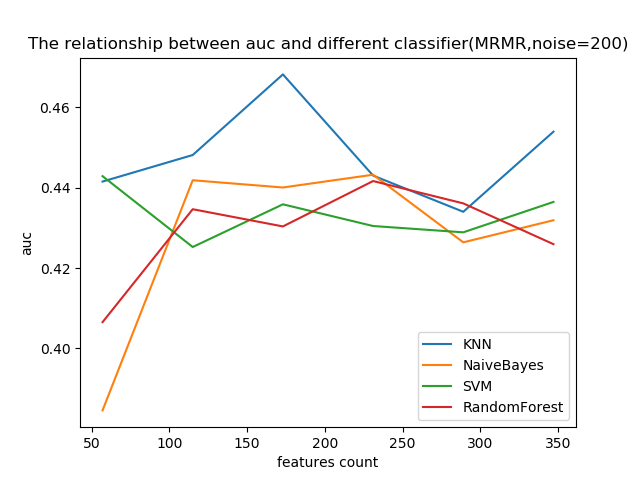 The relationship between auc and different classifier(MRMR,noise=200)
auc
0.46
0.44
0.42
0.40
50 100 150 200 250 300 350
features count
KNN
NaiveBayes
SVM
RandomForest